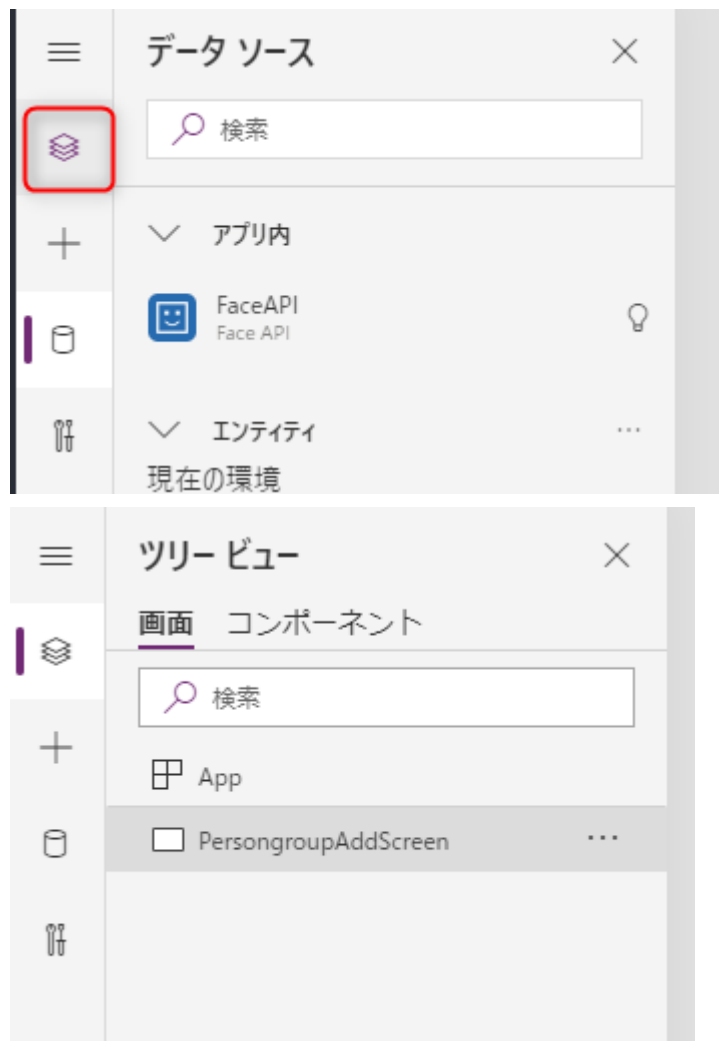 データ ソース
検索
アプリ内
FaceAPI
Face API
エンティティ
現在の環境
ツリー ビュー
画面 コンポーネント
検索
App
PersongroupAddScreen